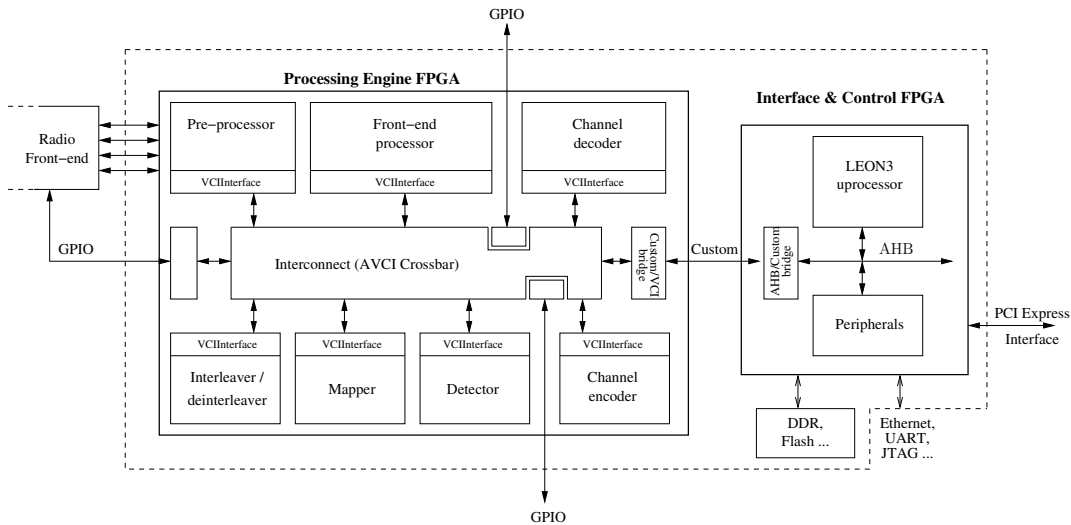 GPIO
Processing Engine FPGA
Interface & Control FPGA
Radio
Front−end
Pre−processor
VCIInterface
Front−end
processor
VCIInterface
Channel
decoder
VCIInterface
LEON3
uprocessor
GPIO
Interconnect (AVCI Crossbar)
Custom/VCI
bridge
Custom
AHB/Custom
bridge
AHB
Peripherals
PCI Express
Interface
VCIInterface
Interleaver /
deinterleaver
VCIInterface
Mapper
VCIInterface
Detector
VCIInterface
Channel
encoder
DDR,
Flash ...
Ethernet,
UART,
JTAG ...
GPIO